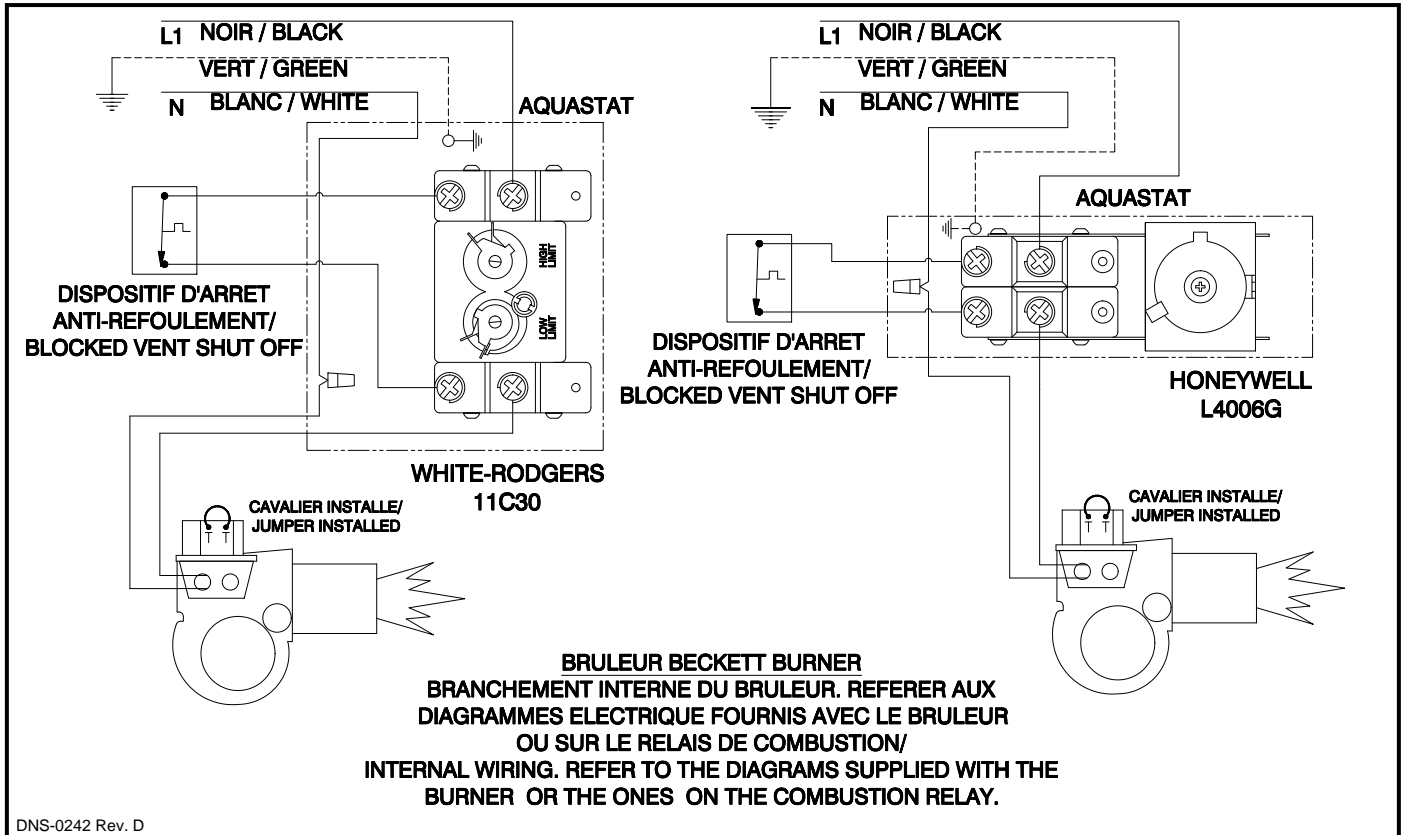 L1 NOIR / BLACK
VERT / GREEN
N BLANC / WHITE
AQUASTAT
HIGH
LIMIT
LOW
LIMIT
DISPOSITIF D'ARRET
ANTI-REFOULEMENT/
BLOCKED VENT SHUT OFF
WHITE-RODGERS
11C30
CAVALIER INSTALLE/
JUMPER INSTALLED
T T
L1 NOIR / BLACK
VERT / GREEN
N BLANC / WHITE
AQUASTAT
DISPOSITIF D'ARRET
ANTI-REFOULEMENT/
BLOCKED VENT SHUT OFF
HONEYWELL
L4006G
CAVALIER INSTALLE/
JUMPER INSTALLED
T T
BRULEUR BECKETT BURNER
BRANCHEMENT INTERNE DU BRULEUR. REFERER AUX
DIAGRAMMES ELECTRIQUE FOURNIS AVEC LE BRULEUR
OU SUR LE RELAIS DE COMBUSTION/
INTERNAL WIRING. REFER TO THE DIAGRAMS SUPPLIED WITH THE
BURNER OR THE ONES ON THE COMBUSTION RELAY.
DNS-0242 Rev. D